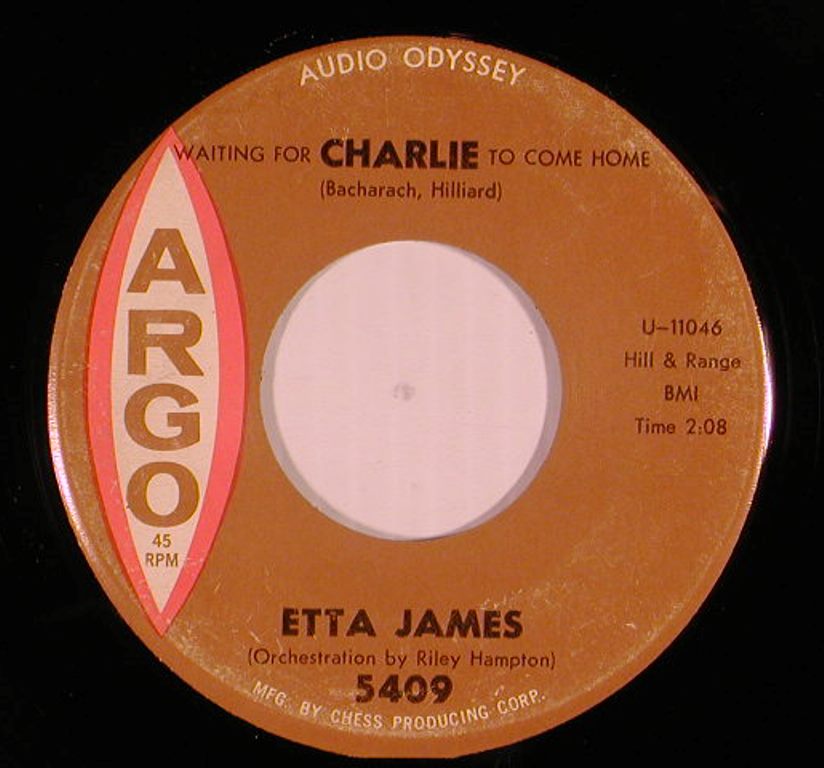 AUDIO ODYSSEY
WAITING FOR CHARLIE TO COME HOME
(Bacharach, Hilliard)
ARGO
45
RPM
U-11046
Hill & Range
BMI
Time 2:08
ETTA JAMES
(Orchestration by Riley Hampton)
5409
MFG. BY CHESS PRODUCING CORP.